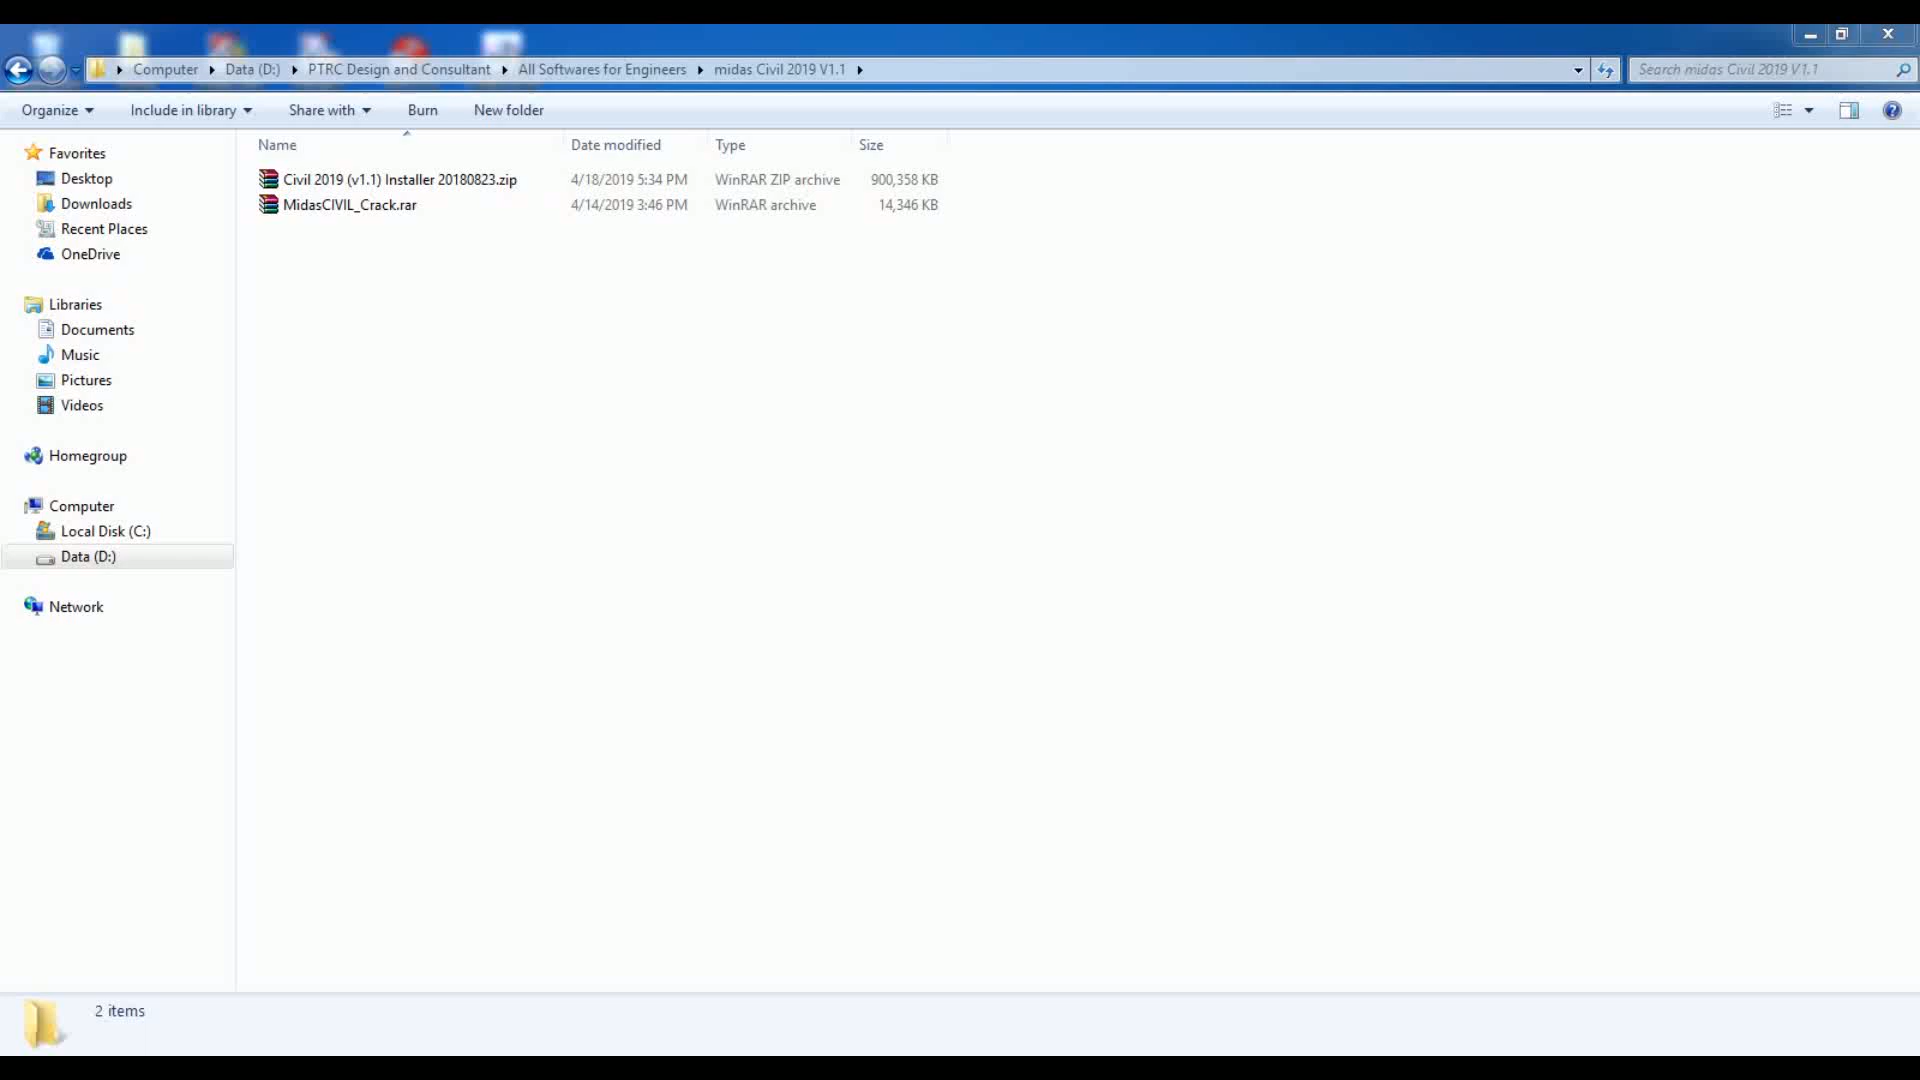 Computer Data (D:) PTRC Design and Consultant All Softwares for Engineers midas Civil 2019 V1.1 Search midas Civil 2019 V1.1
Organize Include in library Share with Burn New folder
Name Date modified Type Size
Civil 2019 (v1.1) Installer 20180823.zip 4/18/2019 5:34 PM WinRAR ZIP archive 900,358 KB
MidasCIVIL_Crack.rar 4/14/2019 3:46 PM WinRAR archive 14,346 KB
Favorites
Desktop
Downloads
Recent Places
OneDrive
Libraries
Documents
Music
Pictures
Videos
Homegroup
Computer
Local Disk (C:)
Data (D:)
Network
2 items